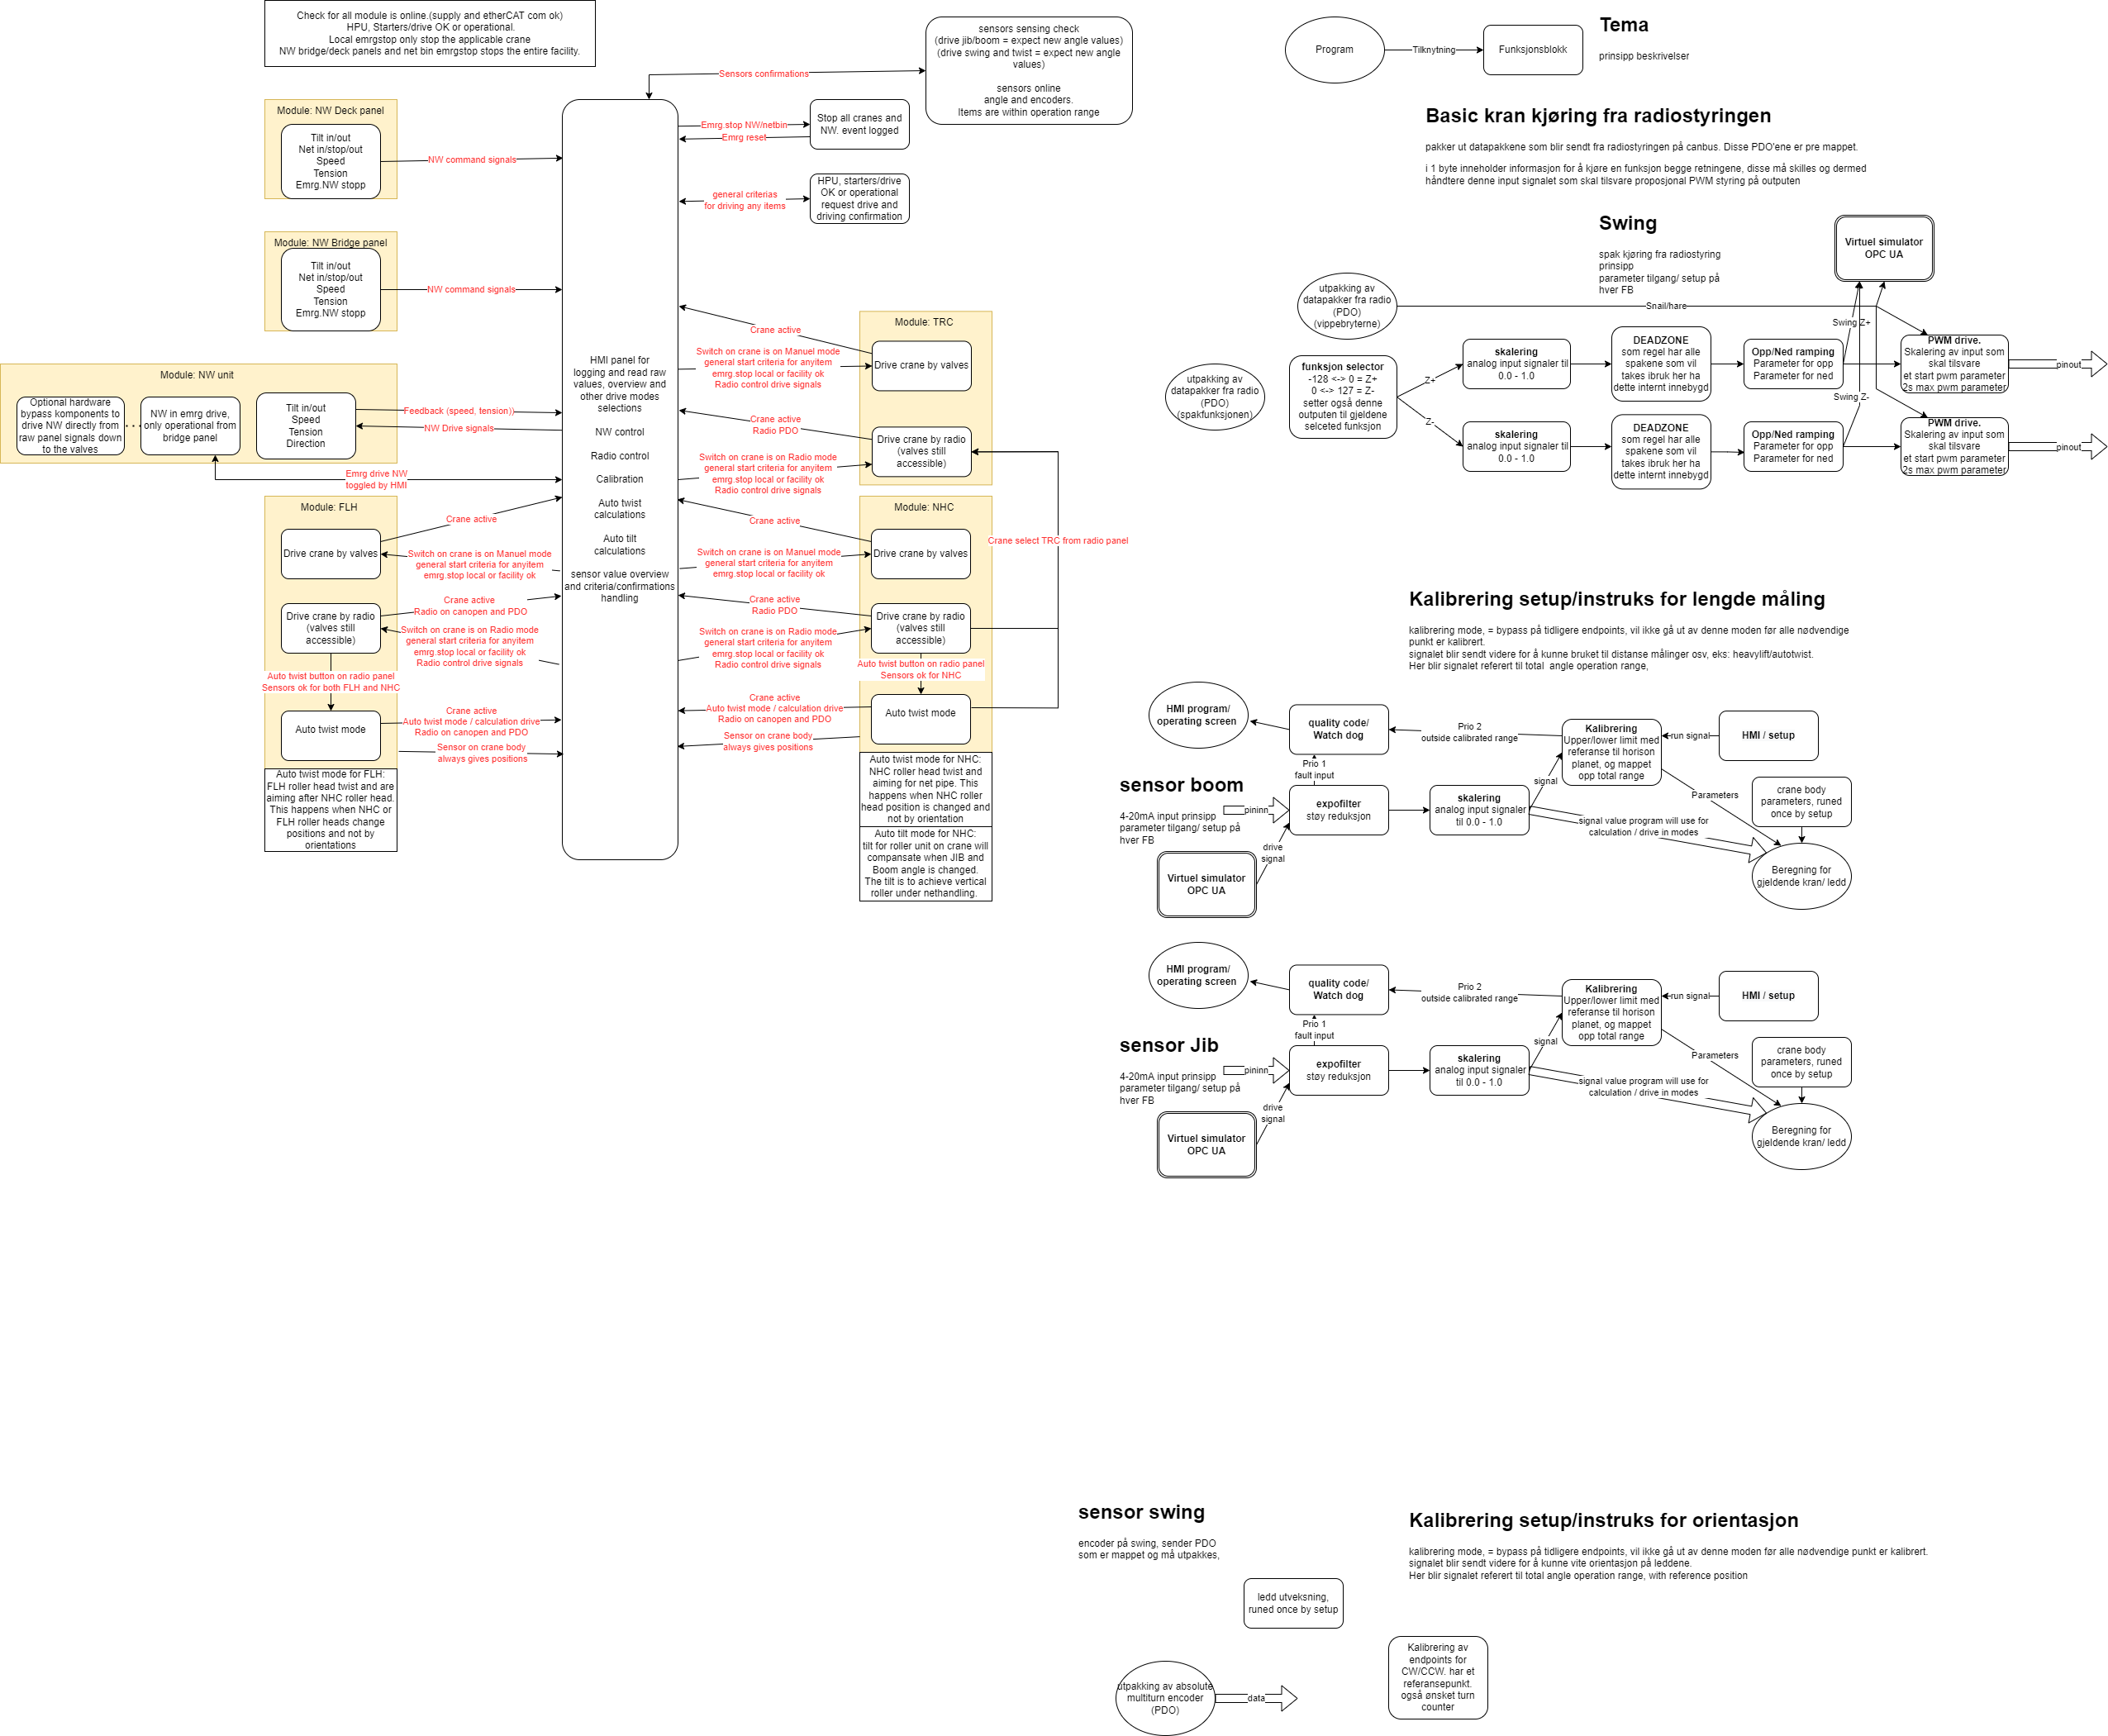 Check for all module is online.(supply and etherCAT com ok)
HPU, Starters/drive OK or operational.
Local emrgstop only stop the applicable crane
NW bridge/deck panels and net bin emrgstop stops the entire facility.
Module: NW Deck panel
Tilt in/out
Net in/stop/out
Speed
Tension
Emrg.NW stopp
NW command signals
Module: NW Bridge panel
Tilt in/out
Net in/stop/out
Speed
Tension
Emrg.NW stopp
NW command signals
Module: NW unit
Optional hardware
bypass komponents to
drive NW directly from
raw panel signals down
to the valves
NW in emrg drive,
only operational from
bridge panel
Tilt in/out
Speed
Tension
Direction
Feedback (speed, tension))
NW Drive signals
Emrg drive NW
toggled by HMI
Module: FLH
Drive crane by valves
Crane active
Switch on crane is on Manuel mode
general start criteria for anyitem
emrg.stop local or facility ok
Drive crane by radio
(valves still
accessible)
Crane active
Radio on canopen and PDO
Switch on crane is on Radio mode
general start criteria for anyitem
emrg.stop local or facility ok
Radio control drive signals
Auto twist button on radio panel
Sensors ok for both FLH and NHC
Auto twist mode
Crane active
Auto twist mode / calculation drive
Radio on canopen and PDO
Sensor on crane body
always gives positions
Auto twist mode for FLH:
FLH roller head twist and are
aiming after NHC roller head.
This happens when NHC or
FLH roller heads change
positions and not by
orientations
HMI panel for
logging and read raw
values, overview and
other drive modes
selections
NW control
Radio control
Calibration
Auto twist
calculations
Auto tilt
calculations
sensor value overview
and criteria/confirmations
handling
Sensors confirmations
sensors sensing check
(drive jib/boom = expect new angle values)
(drive swing and twist = expect new angle
values)
sensors online
angle and encoders.
Items are within operation range
Emrg.stop NW/netbin
Emrg reset
Stop all cranes and
NW. event logged
general criterias
for driving any items
HPU, starters/drive
OK or operational
request drive and
driving confirmation
Module: TRC
Crane active
Drive crane by valves
Switch on crane is on Manuel mode
general start criteria for anyitem
emrg.stop local or facility ok
Radio control drive signals
Crane active
Radio PDO
Drive crane by radio
(valves still
accessible)
Switch on crane is on Radio mode
general start criteria for anyitem
emrg.stop local or facility ok
Radio control drive signals
Module: NHC
Crane active
Drive crane by valves
Switch on crane is on Manuel mode
general start criteria for anyitem
emrg.stop local or facility ok
Crane select TRC from radio panel
Crane active
Radio PDO
Drive crane by radio
(valves still
accessible)
Switch on crane is on Radio mode
general start criteria for anyitem
emrg.stop local or facility ok
Radio control drive signals
Auto twist button on radio panel
Sensors ok for NHC
Crane active
Auto twist mode / calculation drive
Radio on canopen and PDO
Auto twist mode
Sensor on crane body
always gives positions
Auto twist mode for NHC:
NHC roller head twist and
aiming for net pipe. This
happens when NHC roller
head position is changed and
not by orientation
Auto tilt mode for NHC:
tilt for roller unit on crane will
compansate when JIB and
Boom angle is changed.
The tilt is to achieve vertical
roller under nethandling.
Program
Tilknytning
Funksjonsblokk
Tema
prinsipp beskrivelser
Basic kran kjøring fra radiostyringen
pakker ut datapakkene som blir sendt fra radiostyringen på canbus. Disse PDO'ene er pre mappet.
i 1 byte inneholder informasjon for å kjøre en funksjon begge retningene, disse må skilles og dermed
håndtere denne input signalet som skal tilsvare proposjonal PWM styring på outputen
Swing
spak kjøring fra radiostyring
prinsipp
parameter tilgang/ setup på
hver FB
Virtuel simulator
OPC UA
utpakking av
datapakker fra radio
(PDO)
(vippebryterne)
Snail/hare
utpakking av
datapakker fra radio
(PDO)
(spakfunksjonen)
funksjon selector
-128 <-> 0 = Z+
0 <-> 127 = Z-
setter også denne
outputen til gjeldene
selceted funksjon
Z+
Z-
skalering
analog input signaler til
0.0 - 1.0
DEADZONE
som regel har alle
spakene som vil
takes ibruk her ha
dette internt innebygd
Opp/Ned ramping
Parameter for opp
Parameter for ned
Swing Z+
PWM drive.
Skalering av input som
skal tilsvare
et start pwm parameter
2s max pwm parameter
pinout
Swing Z-
skalering
analog input signaler til
0.0 - 1.0
DEADZONE
som regel har alle
spakene som vil
takes ibruk her ha
dette internt innebygd
Opp/Ned ramping
Parameter for opp
Parameter for ned
PWM drive.
Skalering av input som
skal tilsvare
et start pwm parameter
2s max pwm parameter
pinout
Kalibrering setup/instruks for lengde måling
kalibrering mode, = bypass på tidligere endpoints, vil ikke gå ut av denne moden før alle nødvendige
punkt er kalibrert.
signalet blir sendt videre for å kunne bruket til distanse målinger osv, eks: heavylift/autotwist.
Her blir signalet referert til total angle operation range,
HMI program/
operating screen
quality code/
Watch dog
Prio 2
outside calibrated range
Kalibrering
Upper/lower limit med
referanse til horison
planet, og mappet
opp total range
run signal
HMI / setup
Prio 1
fault input
sensor boom
4-20mA input prinsipp
parameter tilgang/ setup på
hver FB
pininn
expofilter
støy reduksjon
skalering
analog input signaler
til 0.0 - 1.0
signal
Parameters
crane body
parameters, runed
once by setup
signal value program will use for
calculation / drive in modes
drive
signal
Virtuel simulator
OPC UA
Beregning for
gjeldende kran/ ledd
HMI program/
operating screen
quality code/
Watch dog
Prio 2
outside calibrated range
Kalibrering
Upper/lower limit med
referanse til horison
planet, og mappet
opp total range
run signal
HMI / setup
Prio 1
fault input
sensor Jib
4-20mA input prinsipp
parameter tilgang/ setup på
hver FB
pininn
expofilter
støy reduksjon
skalering
analog input signaler
til 0.0 - 1.0
signal
Parameters
crane body
parameters, runed
once by setup
signal value program will use for
calculation / drive in modes
drive
signal
Virtuel simulator
OPC UA
Beregning for
gjeldende kran/ ledd
sensor swing
encoder på swing, sender PDO
som er mappet og må utpakkes,
Kalibrering setup/instruks for orientasjon
kalibrering mode, = bypass på tidligere endpoints, vil ikke gå ut av denne moden før alle nødvendige punkt er kalibrert.
signalet blir sendt videre for å kunne vite orientasjon på leddene.
Her blir signalet referert til total angle operation range, with reference position
ledd utveksning,
runed once by setup
utpakking av absolute
multiturn encoder
(PDO)
data
Kalibrering av
endpoints for
CW/CCW. har et
referansepunkt.
også ønsket turn
counter